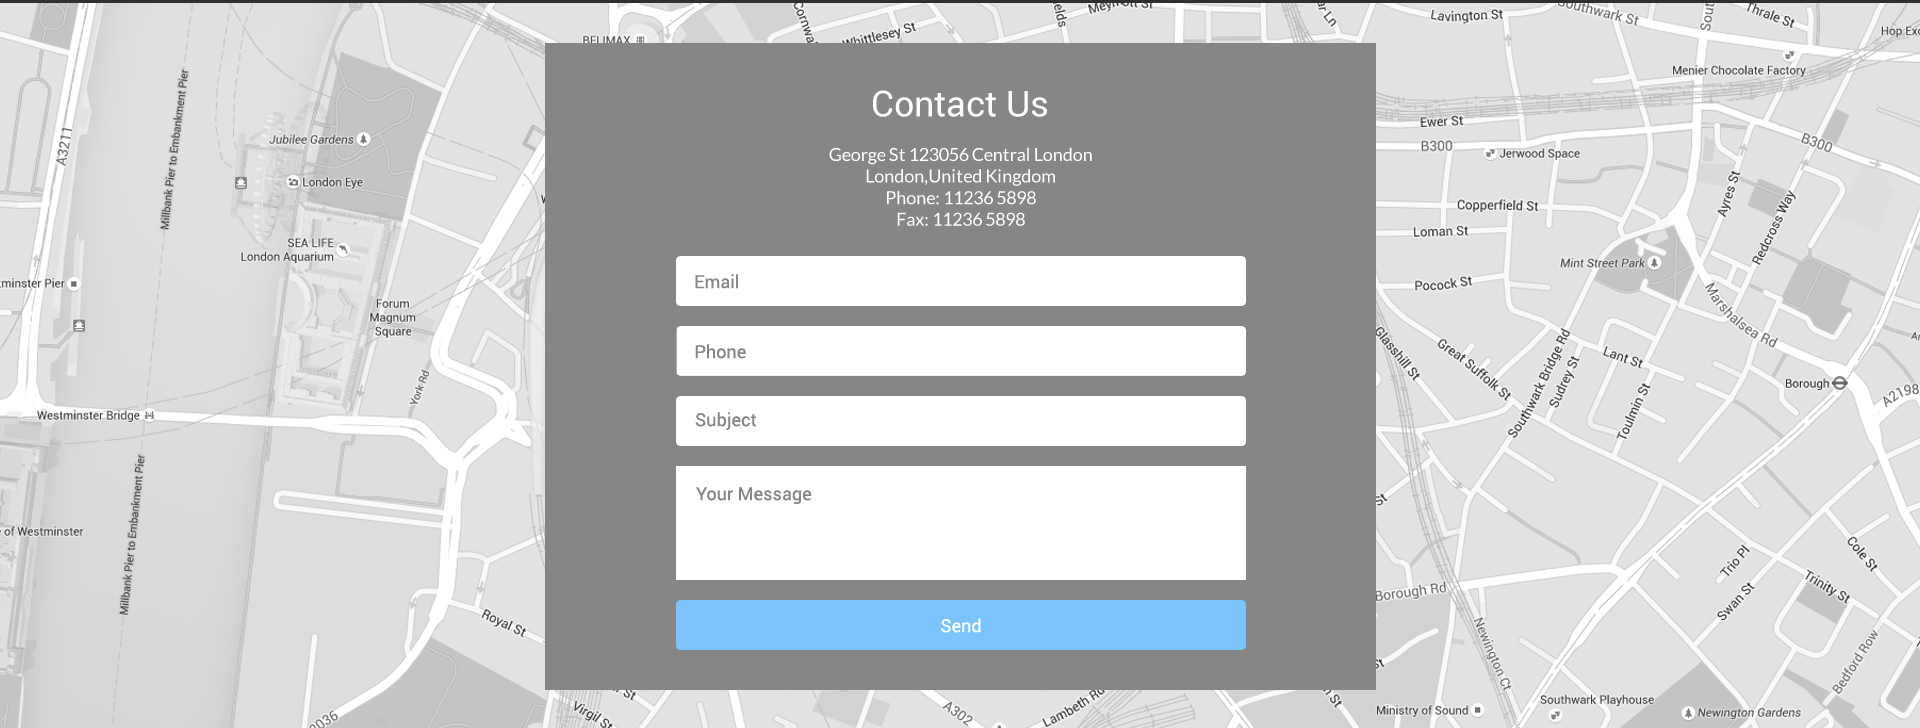 Meymott St
Lavington St
Southwark St
Thrale St
Whittlesey St
BFI IMAX
Hop Exc
Menier Chocolate Factory
A3211
Millbank Pier to Embankment Pier
Jubilee Gardens
London Eye
SEA LIFE
London Aquarium
tminster Pier
Forum
Magnum
Square
York Rd
Westminster Bridge
Millbank Pier to Embankment Pier
e of Westminster
Royal St
Virgil St
3036
A302
Lambeth Ro
Contact Us
George St 123056 Central London
London,United Kingdom
Phone: 11236 5898
Fax: 11236 5898
Email
Phone
Subject
Your Message
Send
Ewer St
B300
Jerwood Space
B300
Ayres St
Redcross Way
Copperfield St
Loman St
Mint Street Park
Pocock St
Marshalsea Rd
Glasshill St
Great Suffolk St
Southwark Bridge Rd
Sudrey St
Lant St
Toulmin St
Borough
A2198
Borough Rd
Newington Ct
Trio Pl
Swan St
Cole St
Trinity St
Bedford Row
Ministry of Sound
Southwark Playhouse
Newington Gardens